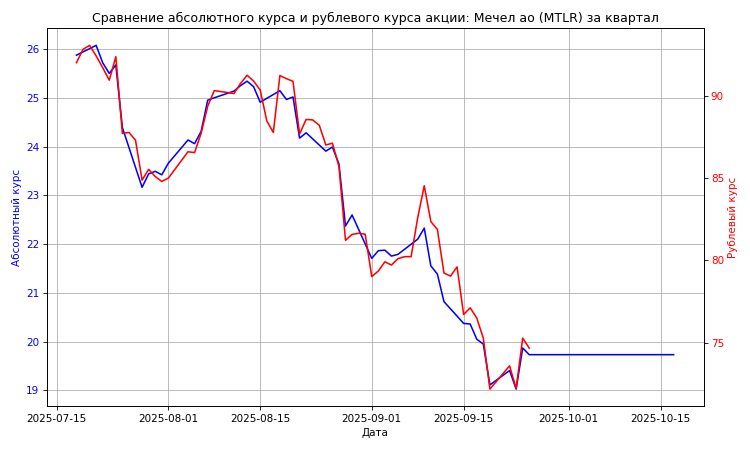 Сравнение абсолютного курса и рублевого курса акции: Мечел ао (MTLR) за квартал
26
25
24
23
22
21
20
19
Абсолютный курс
90
85
80
75
Рублевый курс
2025-07-15 2025-08-01 2025-08-15 2025-09-01 2025-09-15 2025-10-01 2025-10-15
Дата